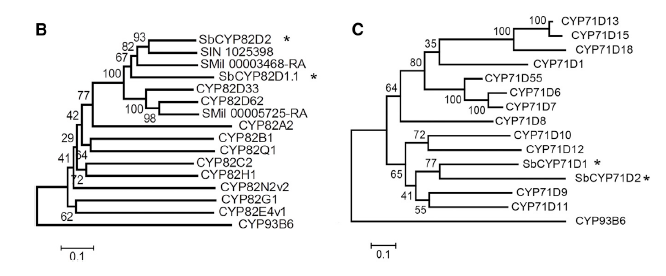 B
93
SbCYP82D2 *
82
SIN 1025398
67
SMil 00003468-RA
SbCYP82D1.1 *
100
CYP82D33
CYP82D62
100
SMil 00005725-RA
98
77
CYP82A2
42
CYP82B1
29
CYP82Q1
64
CYP82C2
41
CYP82H1
72
CYP82N2v2
CYP82G1
62
CYP82E4v1
CYP93B6
0.1
C
100
CYP71D13
100
CYP71D15
35
CYP71D18
80
CYP71D1
CYP71D55
100
CYP71D6
100
CYP71D7
64
CYP71D8
72
CYP71D10
CYP71D12
65
77
SbCYP71D1 *
SbCYP71D2 *
41
CYP71D9
55
CYP71D11
CYP93B6
0.1